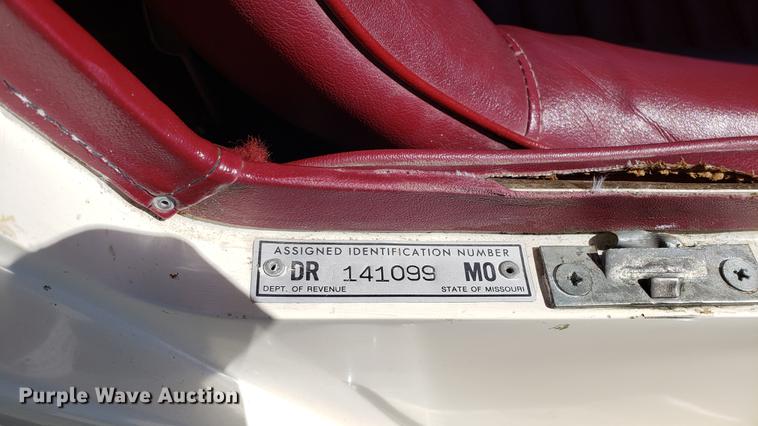 ASSIGNED IDENTIFICATION NUMBER
DR 141099 MO
DEPT. OF REVENUE STATE OF MISSOURI
Purple Wave Auction